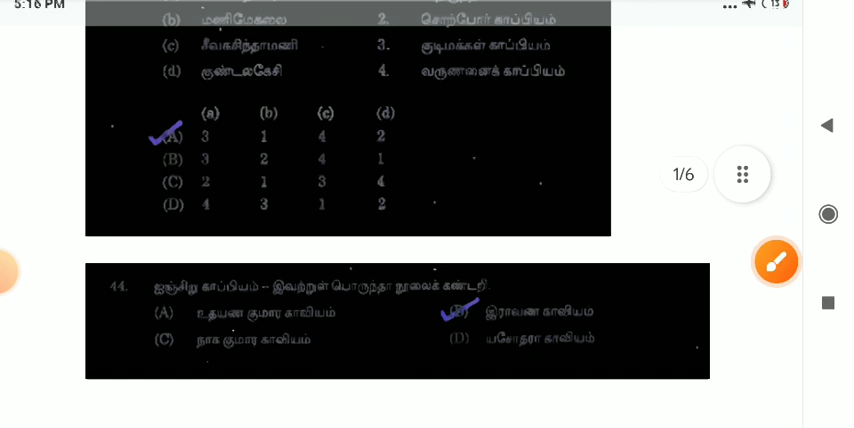 5:16 PM ... 13
(b) மணிமேகலை 2. சொற்போர் காப்பியம்
(c) சீவகசிந்தாமணி 3. குடிமக்கள் காப்பியம்
(d) குண்டலகேசி 4. வருணனைக் காப்பியம்
(a) (b) (c) (d)
(A) 3 1 4 2
(B) 3 2 4 1
(C) 2 1 3 4
(D) 4 3 1 2
1/6
44. ஐஞ்சிறு காப்பியம் – இவற்றுள் பொருந்தா நூலைக் கண்டறி.
(A) உதயண குமார காவியம் (B) இராவண காவியம்
(C) நாக குமார காவியம் (D) யசோதரா காவியம்